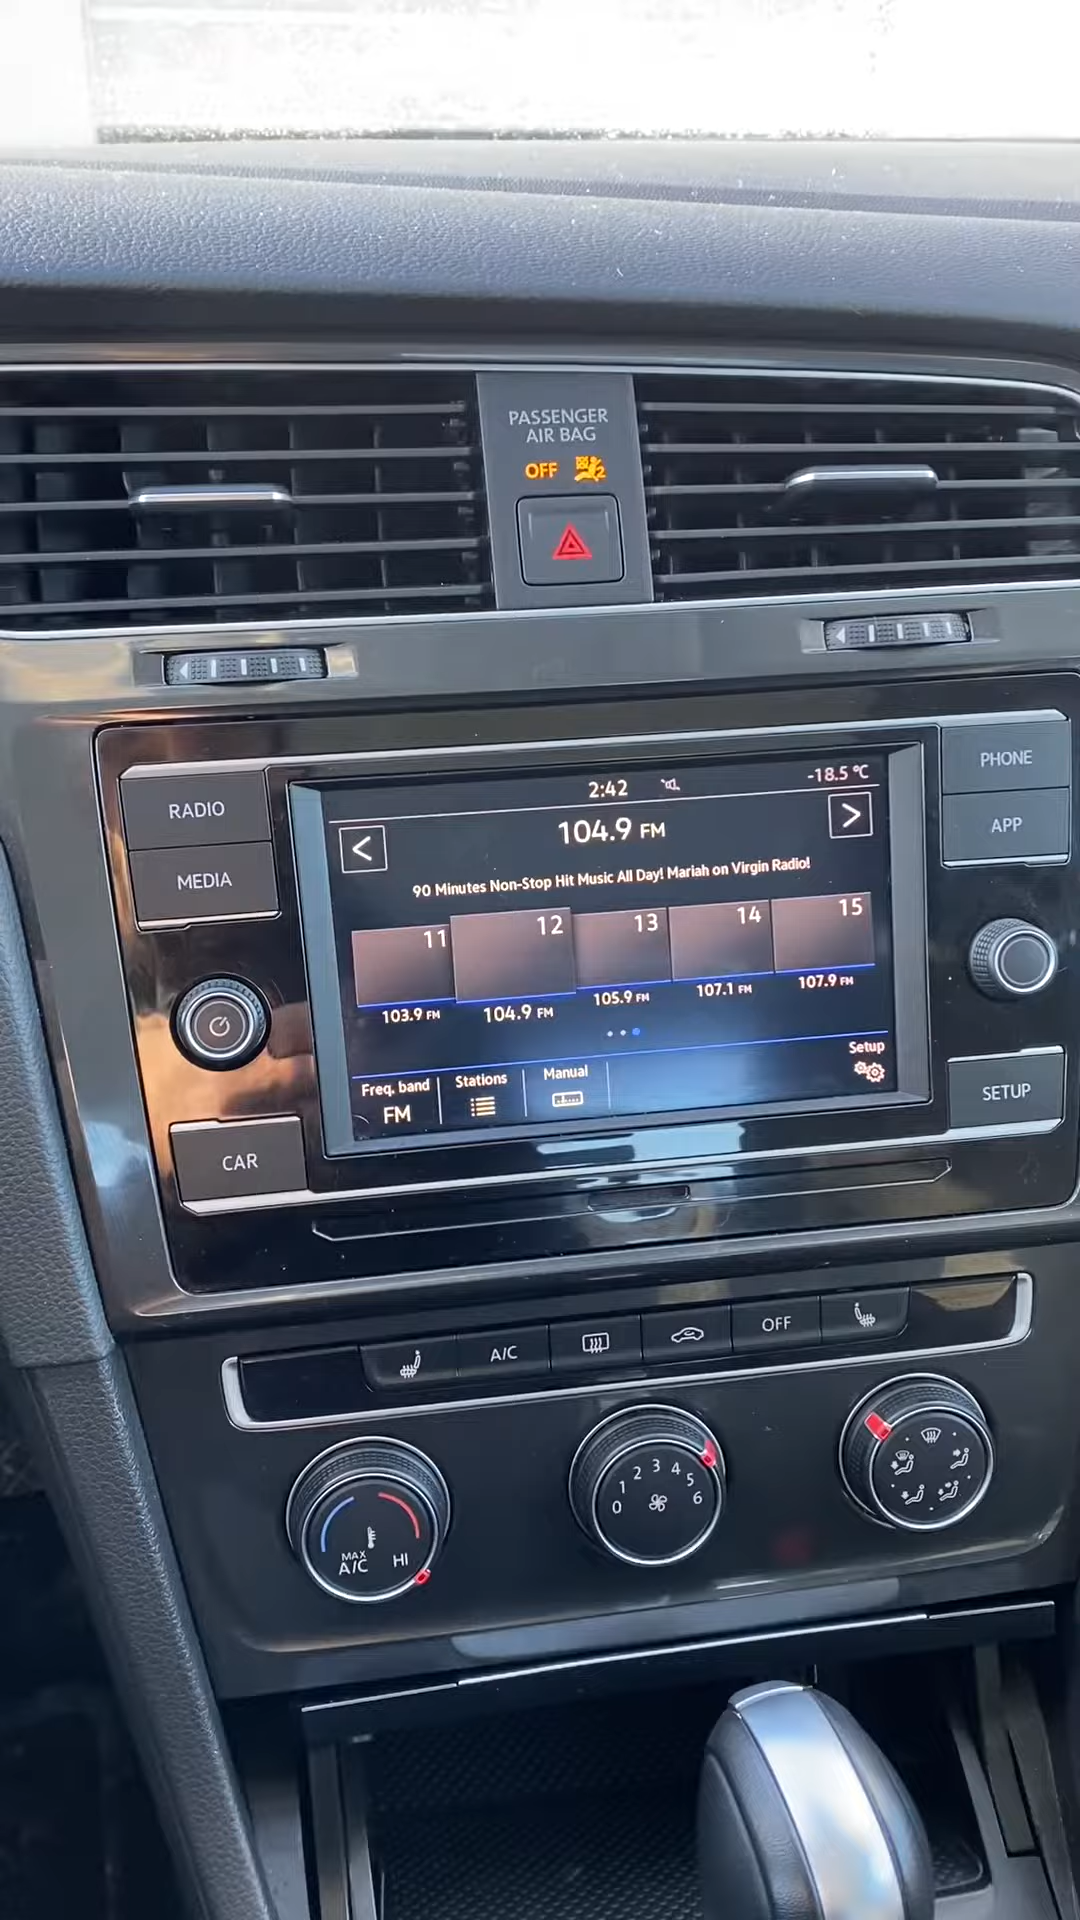 PASSENGER
AIR BAG
OFF
2
RADIO
MEDIA
CAR
PHONE
APP
SETUP
2:42
-18.5 °C
<
104.9 FM
>
90 Minutes Non-Stop Hit Music All Day! Mariah on Virgin Radio!
11 12 13 14 15
103.9 FM 104.9 FM 105.9 FM 107.1 FM 107.9 FM
Freq. band Stations Manual Setup
FM
A/C OFF
MAX
A/C HI
0 1 2 3 4 5 6